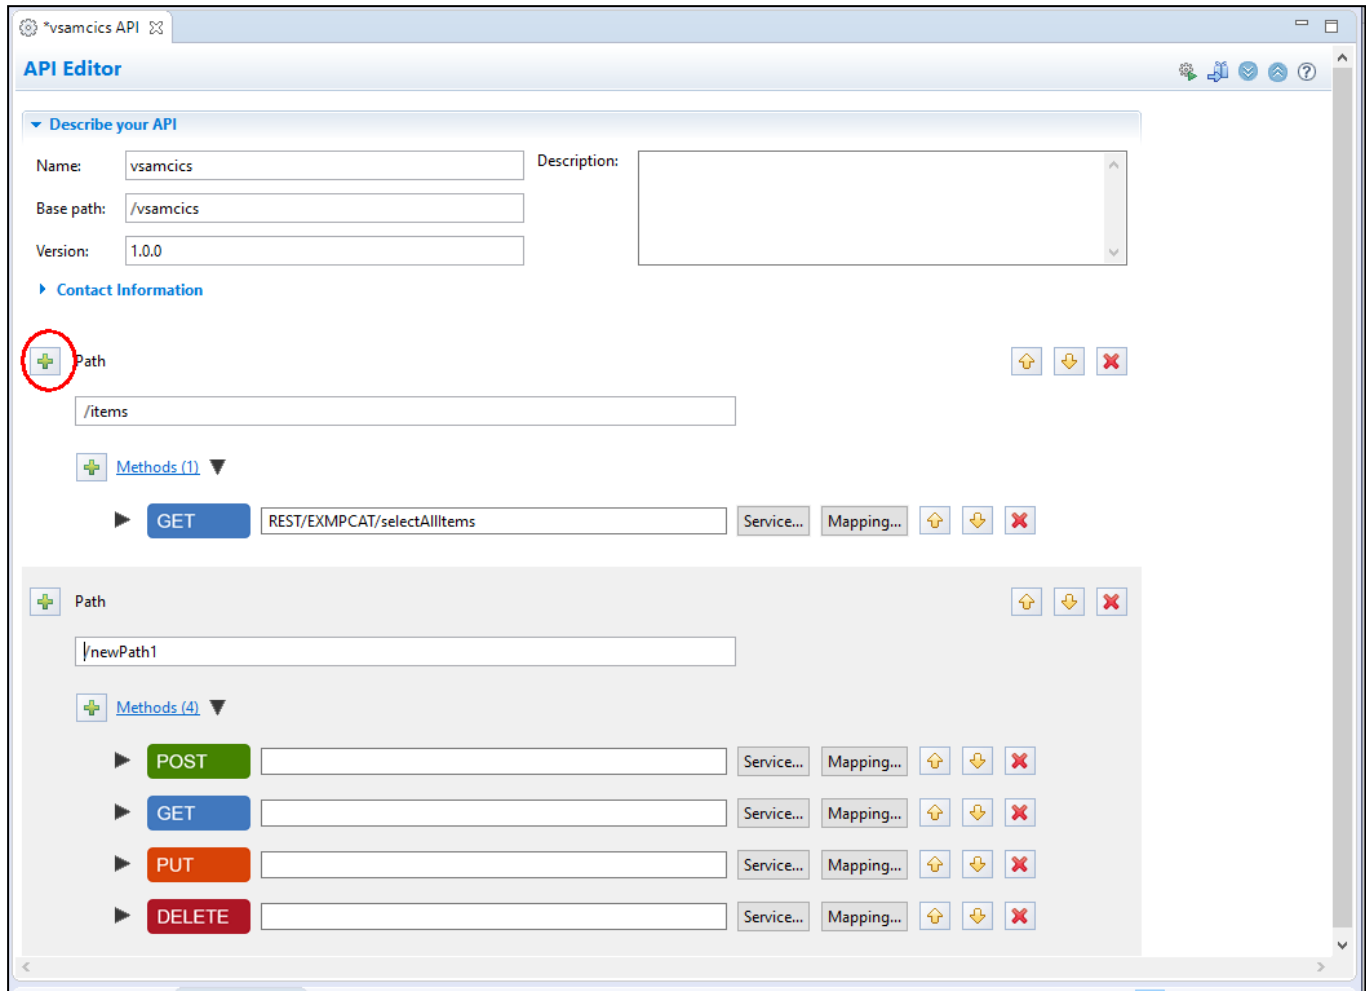 *vsamcics API
API Editor
Describe your API
Name: vsamcics Description:
Base path: /vsamcics
Version: 1.0.0
Contact Information
Path
/items
Methods (1)
GET REST/EXMPCAT/selectAllItems Service... Mapping...
Path
/newPath1
Methods (4)
POST Service... Mapping...
GET Service... Mapping...
PUT Service... Mapping...
DELETE Service... Mapping...